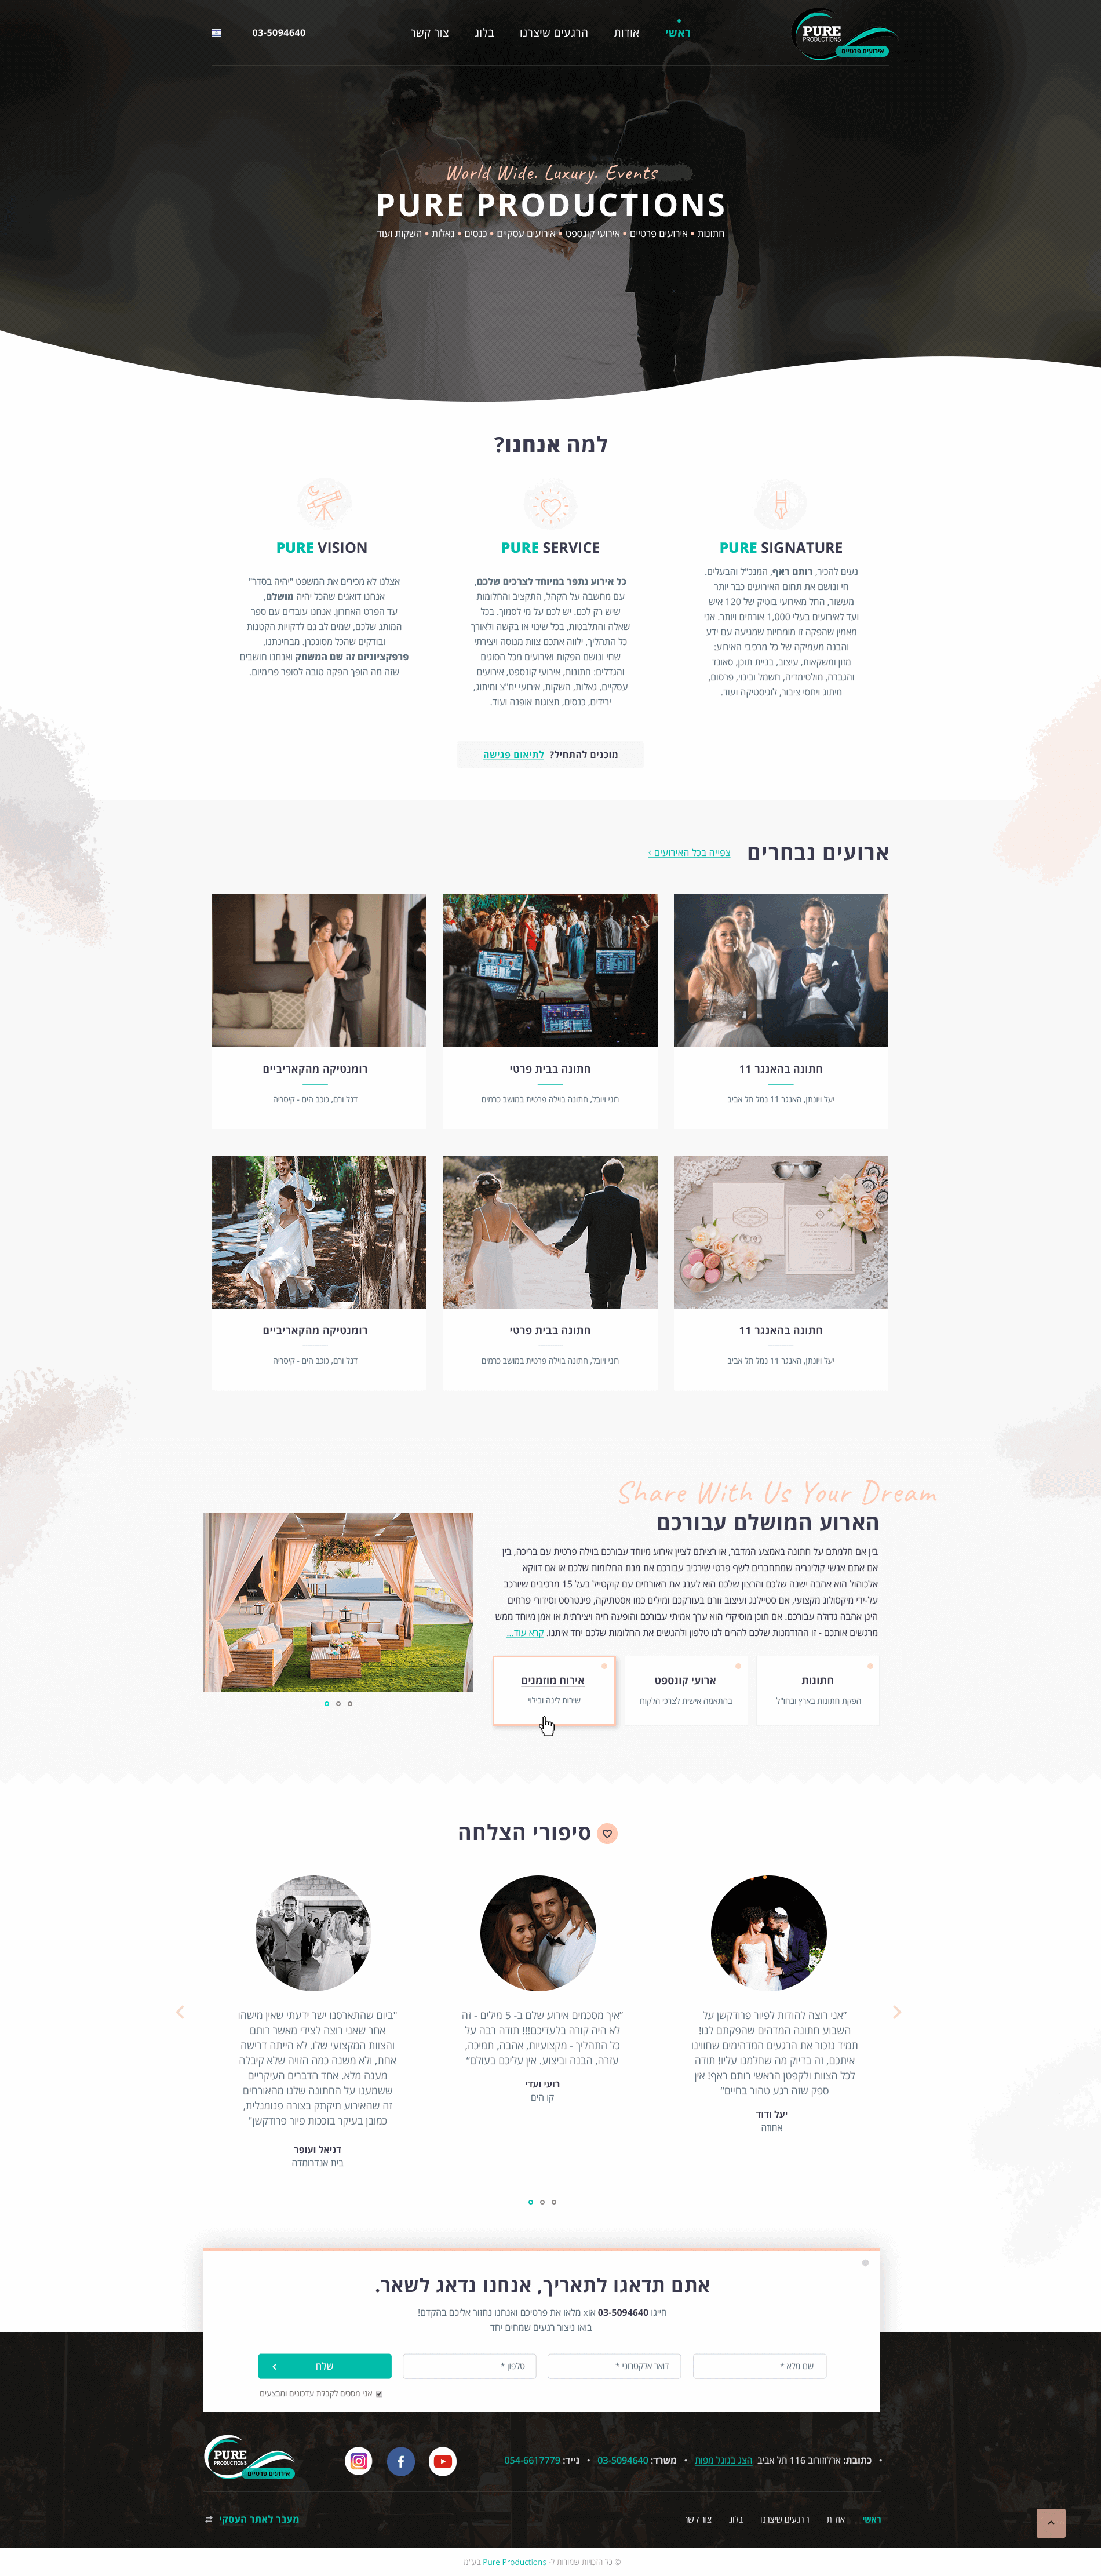 PURE
PRODUCTIONS
אירועים פרטיים
ראשי
אודות
הרגעים שיצרנו
בלוג
צור קשר
03-5094640
World Wide. Luxury. Events
PURE PRODUCTIONS
חתונות • אירועים פרטיים • אירועי קונספט • אירועים עסקיים • כנסים • גאלות • השקות ועוד
למה אנחנו?
PURE SIGNATURE
נעים להכיר, רותם ראף, המנכ"ל והבעלים.
חי ונושם את תחום האירועים כבר יותר
מעשור, החל מאירועי בוטיק של 120 איש
ועד לאירועים בעלי 1,000 אורחים ויותר. אני
מאמין שהפקה זו מומחיות שמגיעה עם ידע
והבנה מעמיקה של כל מרכיבי האירוע:
מזון ומשקאות, עיצוב, בניית תוכן, סאונד
והגברה, מולטימדיה, חשמל ובינוי, פרסום,
מיתוג ויחסי ציבור, לוגיסטיקה ועוד.
PURE SERVICE
כל אירוע נתפר במיוחד לצרכים שלכם,
עם מחשבה על הקהל, התקציב והחלומות
שיש רק לכם. יש לכם על מי לסמוך. בכל
שאלה והתלבטות, בכל שינוי או בקשה ולאורך
כל התהליך, ילווה אתכם צוות מנוסה ויצירתי
שחי ונושם הפקות ואירועים מכל הסוגים
והגדלים: חתונות, אירועי קונספט, אירועים
עסקיים, גאלות, השקות, אירועי יח"צ ומיתוג,
ירידים, כנסים, תצוגות אופנה ועוד.
PURE VISION
אצלנו לא מכירים את המשפט "יהיה בסדר"
אנחנו דואגים שהכל יהיה מושלם,
עד הפרט האחרון. אנחנו עובדים עם ספר
המותג שלכם, שמים לב גם לדקויות הקטנות
ובודקים שהכל מסונכרן. מבחינתנו,
פרפקציוניזם זה שם המשחק ואנחנו חושבים
שזה מה הופך הפקה טובה לסופר פרימיום.
מוכנים להתחיל? לתיאום פגישה
ארועים נבחרים
צפייה בכל האירועים >
חתונה בהאנגר 11
יעל ויונתן, האנגר 11 נמל תל אביב
חתונה בבית פרטי
רוני ויובל, חתונה בוילה פרטית במושב כרמים
רומנטיקה מהקאריביים
דנל ורם, כוכב הים - קיסריה
חתונה בהאנגר 11
יעל ויונתן, האנגר 11 נמל תל אביב
חתונה בבית פרטי
רוני ויובל, חתונה בוילה פרטית במושב כרמים
רומנטיקה מהקאריביים
דנל ורם, כוכב הים - קיסריה
Share With Us Your Dream
הארוע המושלם עבורכם
בין אם חלמתם על חתונה באמצע המדבר, או רציתם לציין אירוע מיוחד עבורכם בוילה פרטית עם בריכה, בין
אם אתם אנשי קולינריה שמתחברים לשף פרטי שירכיב עבורכם את מנת החלומות שלכם או אם דווקא
אלכוהול הוא אהבה ישנה שלכם והרצון שלכם הוא לענג את האורחים עם קוקטייל בעל 15 מרכיבים שיורכב
על-ידי מיקסולוג מקצועי, אם סטיילנג ועיצוב זורם בעורקכם ומילים כמו אסטתיקה, פינטרסט וסידורי פרחים
הינן אהבה גדולה עבורכם. אם תוכן מוסיקלי הוא ערך אמיתי עבורכם והופעה חיה ויצירתית או אמן מיוחד ממש
מרגשים אותכם - זו ההזדמנות שלכם להרים לנו טלפון ולהגשים את החלומות שלכם יחד איתנו. קרא עוד...
חתונות
הפקת חתונות בארץ ובחו"ל
ארועי קונספט
בהתאמה אישית לצרכי הלקוח
אירוח מוזמנים
שירות לינה ובילוי
סיפורי הצלחה
"אני רוצה להודות לפיור פרודקשן על
השבוע חתונה המדהים שהפקתם לנו!
תמיד נזכור את הרגעים המדהימים שחווינו
איתכם, זה בדיוק מה שחלמנו עליו! תודה
לכל הצוות ולקפטן הראשי רותם ראף! אין
ספק שזה רגע טהור בחיים"
יעל ודוד
אחוזה
"איך מסכמים אירוע שלם ב- 5 מילים - זה
לא היה קורה בלעדיכם!!! תודה רבה על
כל התהליך - מקצועיות, אהבה, תמיכה,
עזרה, הבנה וביצוע. אין עליכם בעולם"
רועי ועדי
קו הים
"ביום שהתארסנו ישר ידעתי שאין מישהו
אחר שאני רוצה לצידי מאשר רותם
והצוות המקצועי שלו. לא הייתה דרישה
אחת, ולא משנה כמה הזויה שלא קיבלה
מענה מלא. אחד הדברים העיקריים
ששמענו על החתונה שלנו מהאורחים
זה שהאירוע תיקתק בצורה פנומנלית,
כמובן בעיקר בזכות פיור פרודקשן"
דניאל ועופר
בית אנדרומדה
אתם תדאגו לתאריך, אנחנו נדאג לשאר.
חייגו 03-5094640 אוx מלאו את פרטיכם ואנחנו נחזור אליכם בהקדם!
בואו ניצור רגעים שמחים יחד
שם מלא *
דואר אלקטרוני *
טלפון *
שלח
אני מסכים לקבלת עדכונים ומבצעים
• כתובת: ארלוזורוב 116 תל אביב הצג בגוגל מפות • משרד: 03-5094640 • נייד: 054-6617779
PURE
PRODUCTIONS
אירועים פרטיים
ראשי
אודות
הרגעים שיצרנו
בלוג
צור קשר
מעבר לאתר העסקי
© כל הזכויות שמורות ל- Pure Productions בע"מ